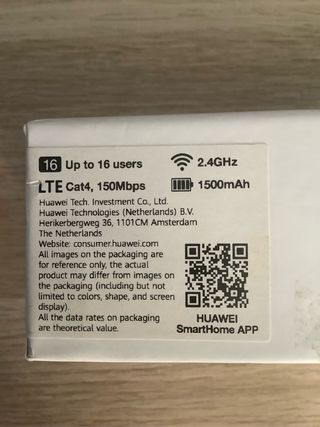 16 Up to 16 users 2.4GHz
LTE Cat4, 150Mbps 1500mAh
Huawei Tech. Investment Co., Ltd.
Huawei Technologies (Netherlands) B.V.
Herikerbergweg 36, 1101CM Amsterdam
The Netherlands
Website: consumer.huawei.com
All images on the packaging are
for reference only, the actual
product may differ from images on
the packaging (including but not
limited to colors, shape, and screen
display).
All the data rates on packaging
are theoretical value.
HUAWEI
SmartHome APP